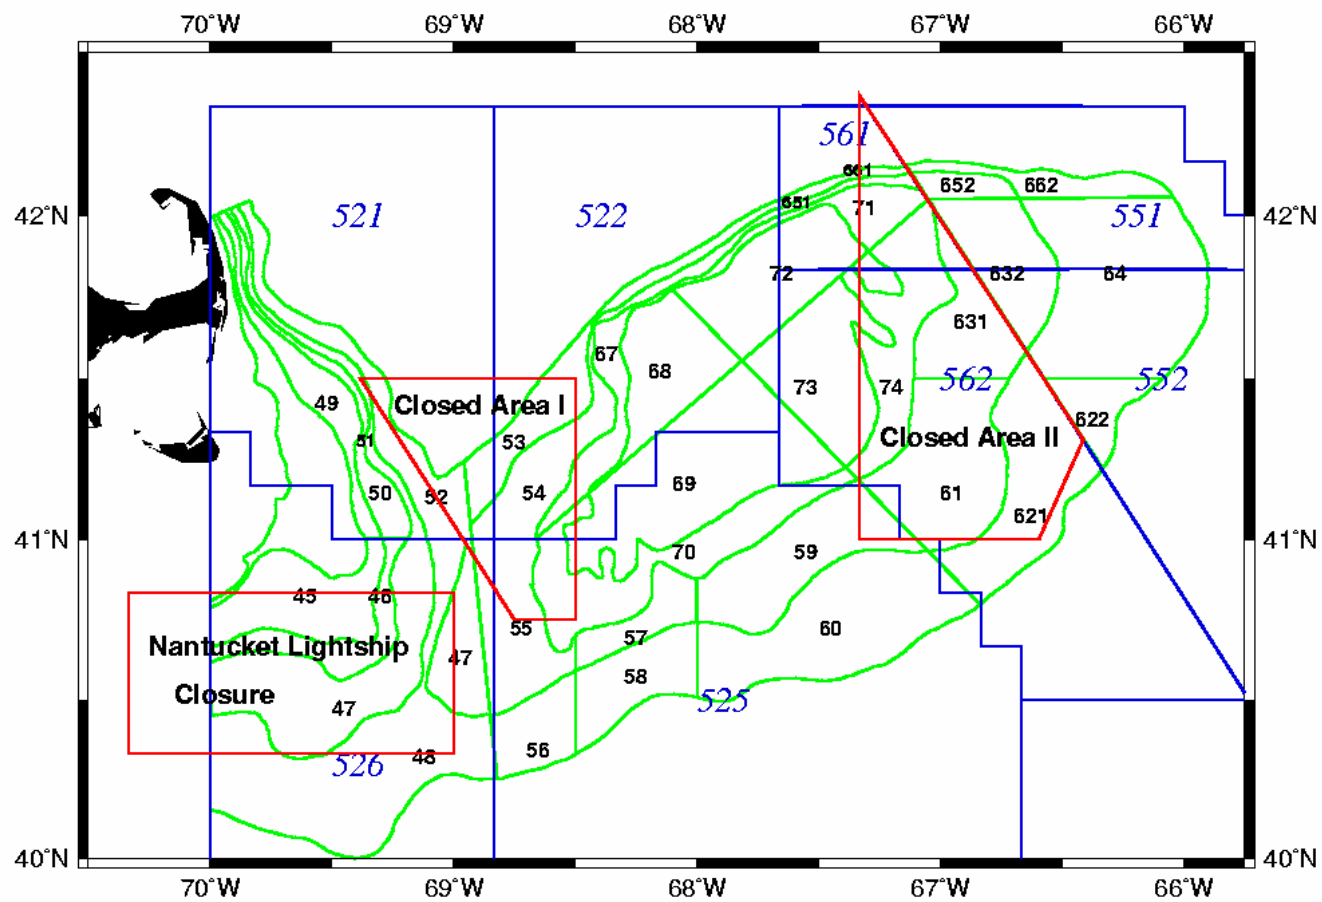 70°W 69°W 68°W 67°W 66°W
561
661
652 662
651
42°N 521 522 71 551 42°N
72 632 64
631
67
68
73 74 562 552
49 Closed Area I
622
51 53 Closed Area II
69
50 52 54 61
621
41°N 41°N
70 59
45 46
55 60
57
Nantucket Lightship
47
58
Closure
525
47
56
48
526
40°N 40°N
70°W 69°W 68°W 67°W 66°W